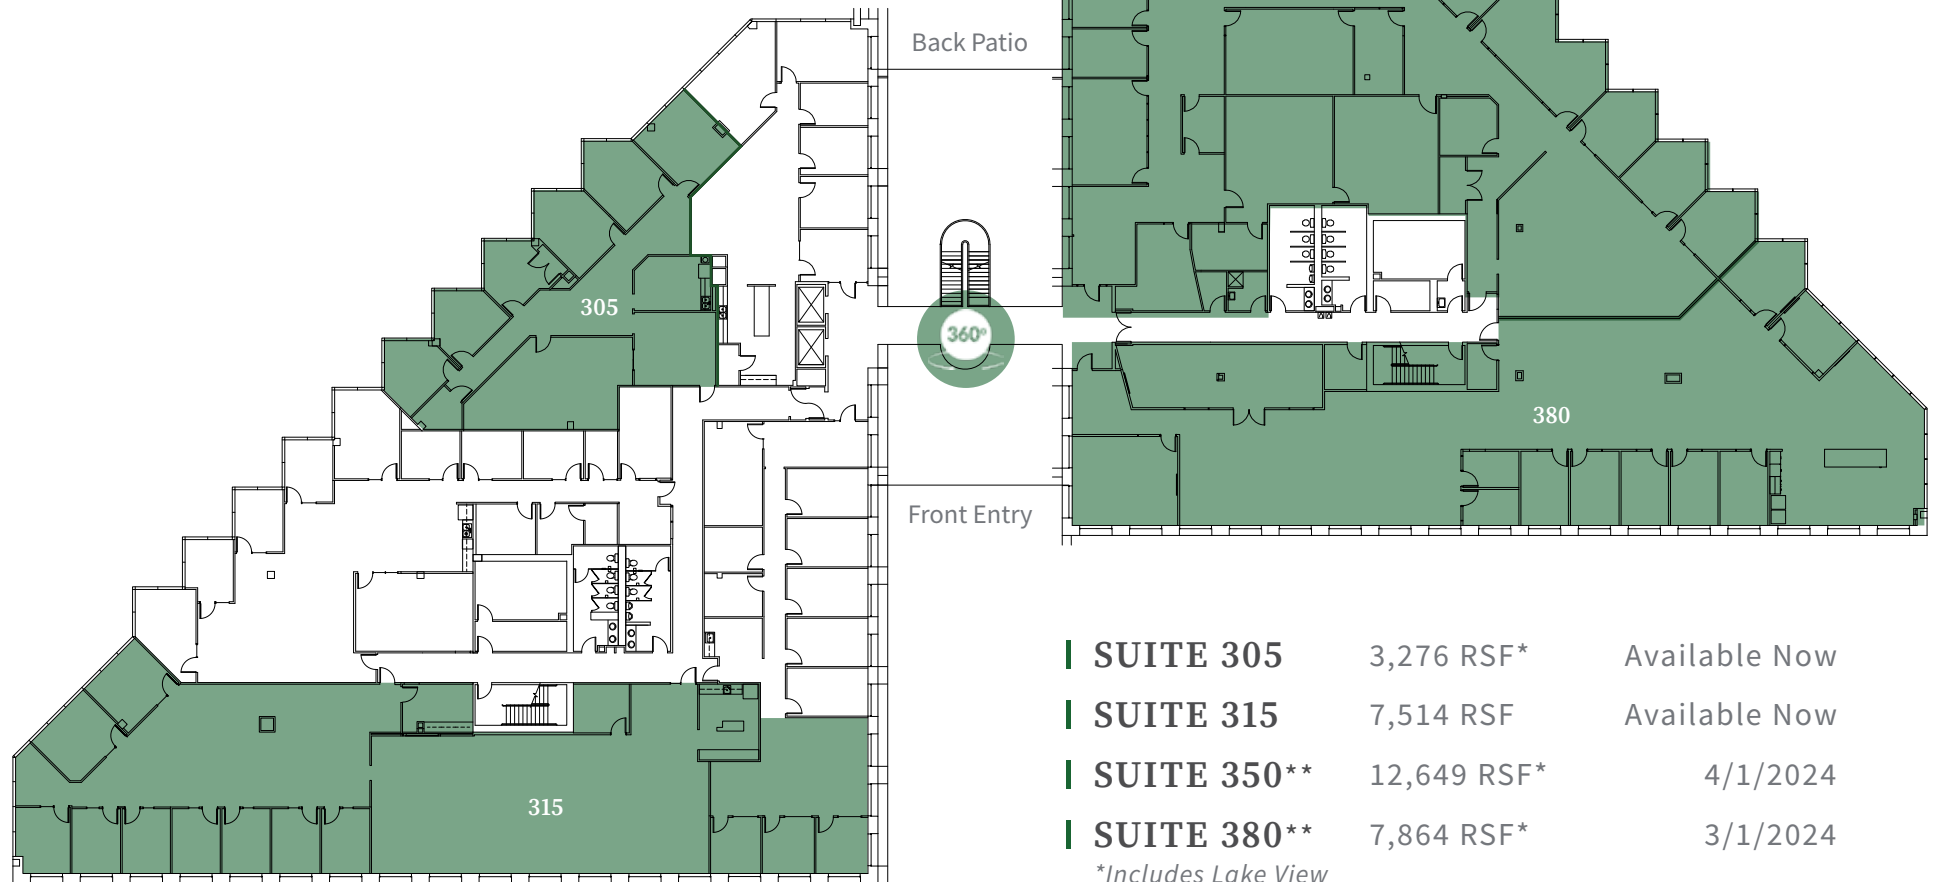 Back Patio
305
360°
380
Front Entry
315
SUITE 305 3,276 RSF* Available Now
SUITE 315 7,514 RSF Available Now
SUITE 350** 12,649 RSF* 4/1/2024
SUITE 380** 7,864 RSF* 3/1/2024
*Includes Lake View